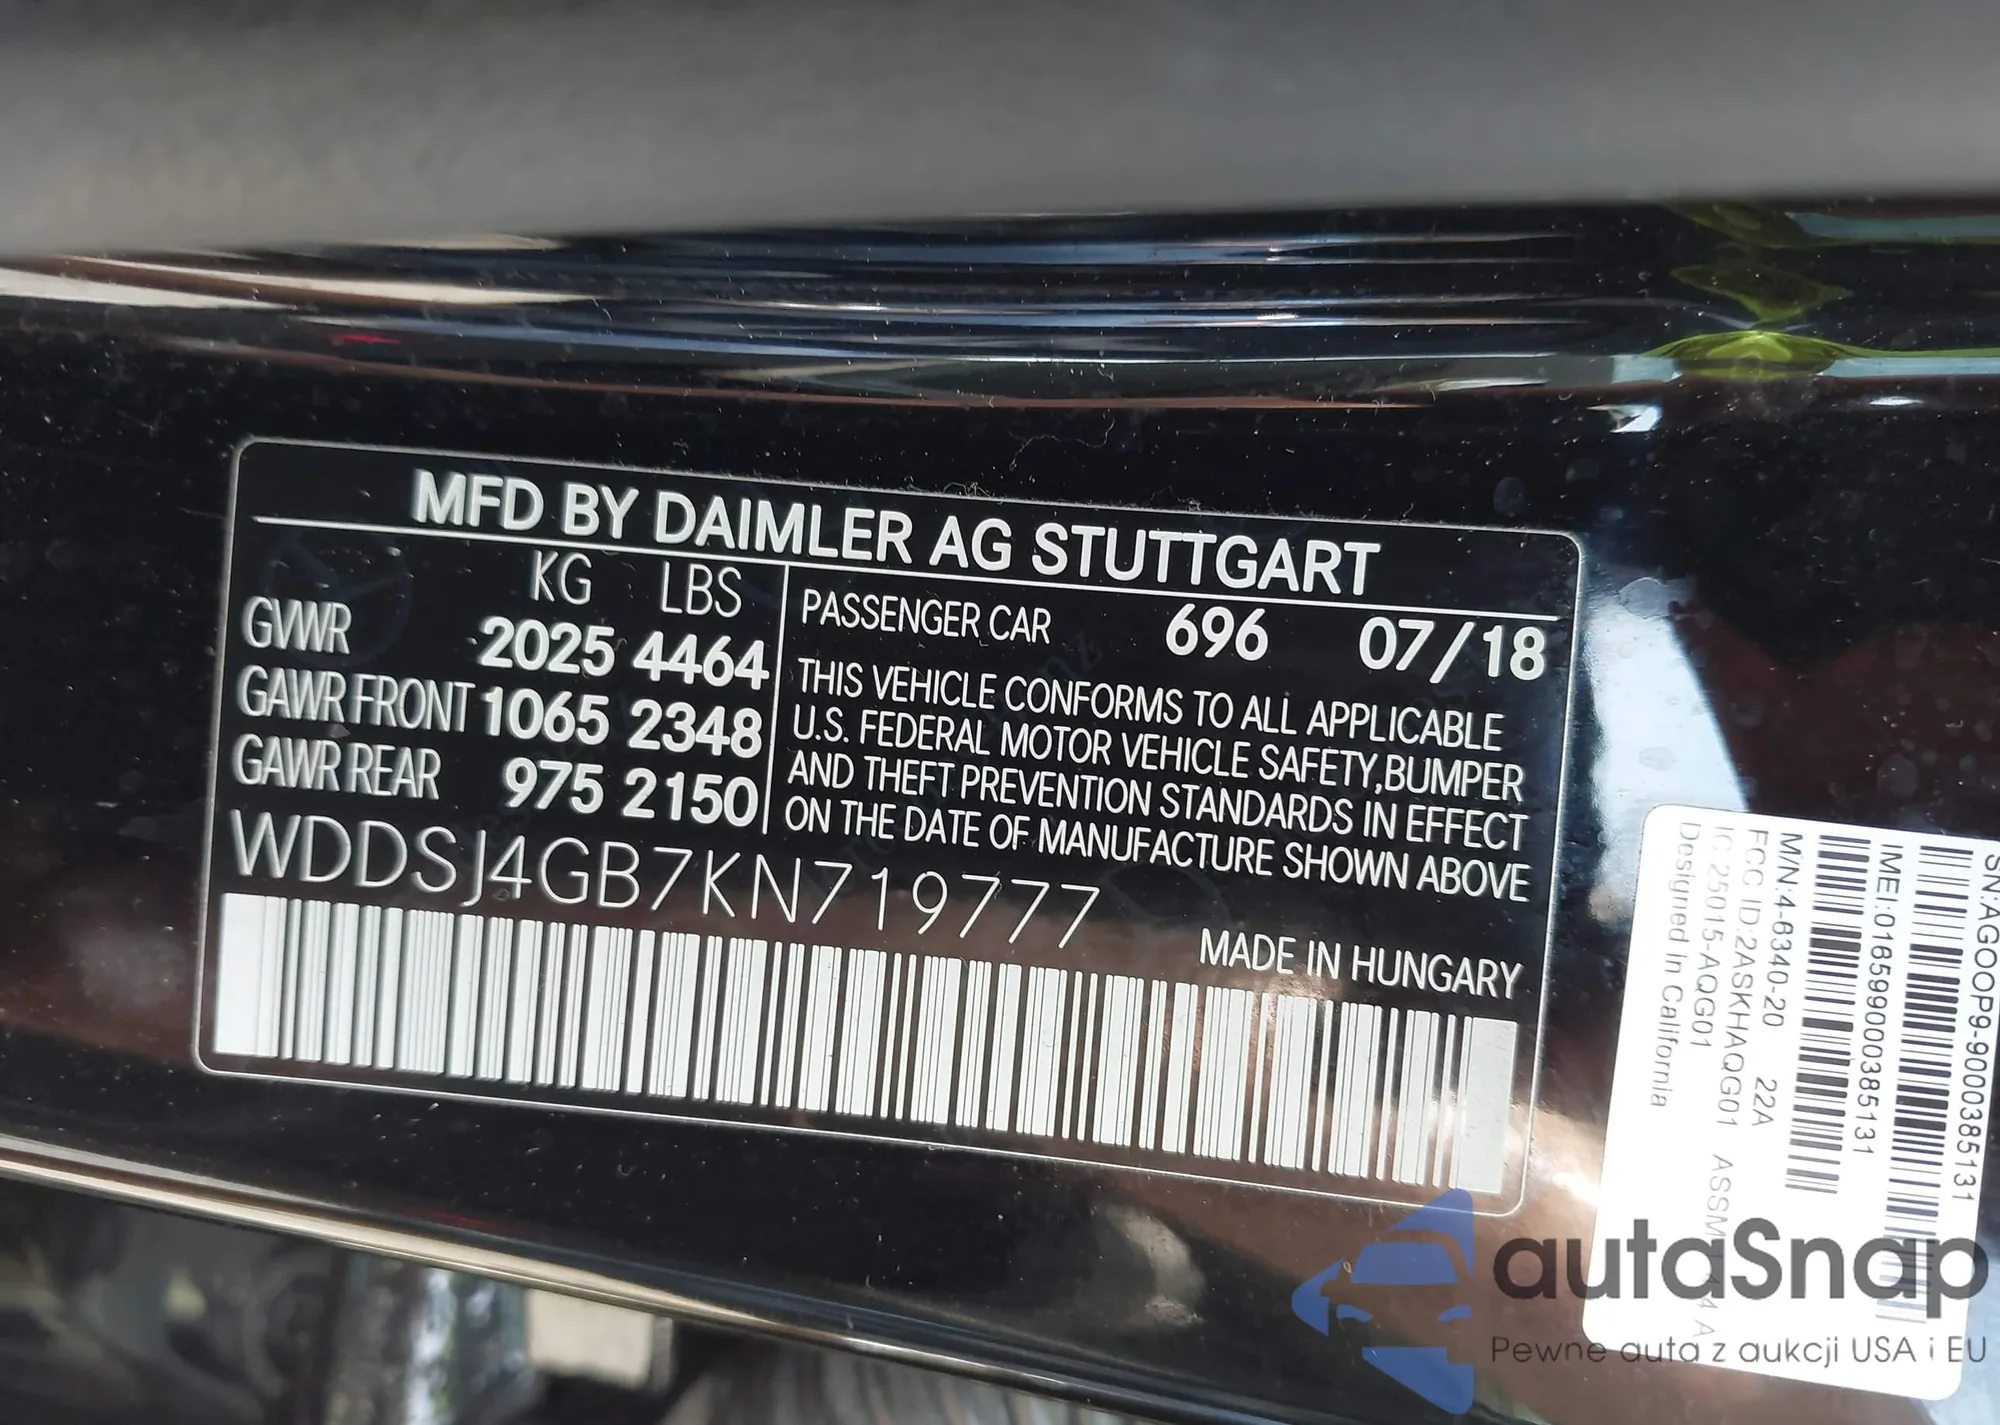 MFD BY DAIMLER AG STUTTGART
KG LBS
GVWR 2025 4464
GAWR FRONT 1065 2348
GAWR REAR 975 2150
PASSENGER CAR 696 07/18
THIS VEHICLE CONFORMS TO ALL APPLICABLE
U.S. FEDERAL MOTOR VEHICLE SAFETY,BUMPER
AND THEFT PREVENTION STANDARDS IN EFFECT
ON THE DATE OF MANUFACTURE SHOWN ABOVE
WDDSJ4GB7KN719777
MADE IN HUNGARY
SN:AGOOP9-9000385131
IMEI:016599000385131
M/N:4-6340-20 22A
FCC ID:2ASKHAQG01
IC:25015-AQG01
Designed In California
autaSnap
Pewne auta z aukcji USA i EU